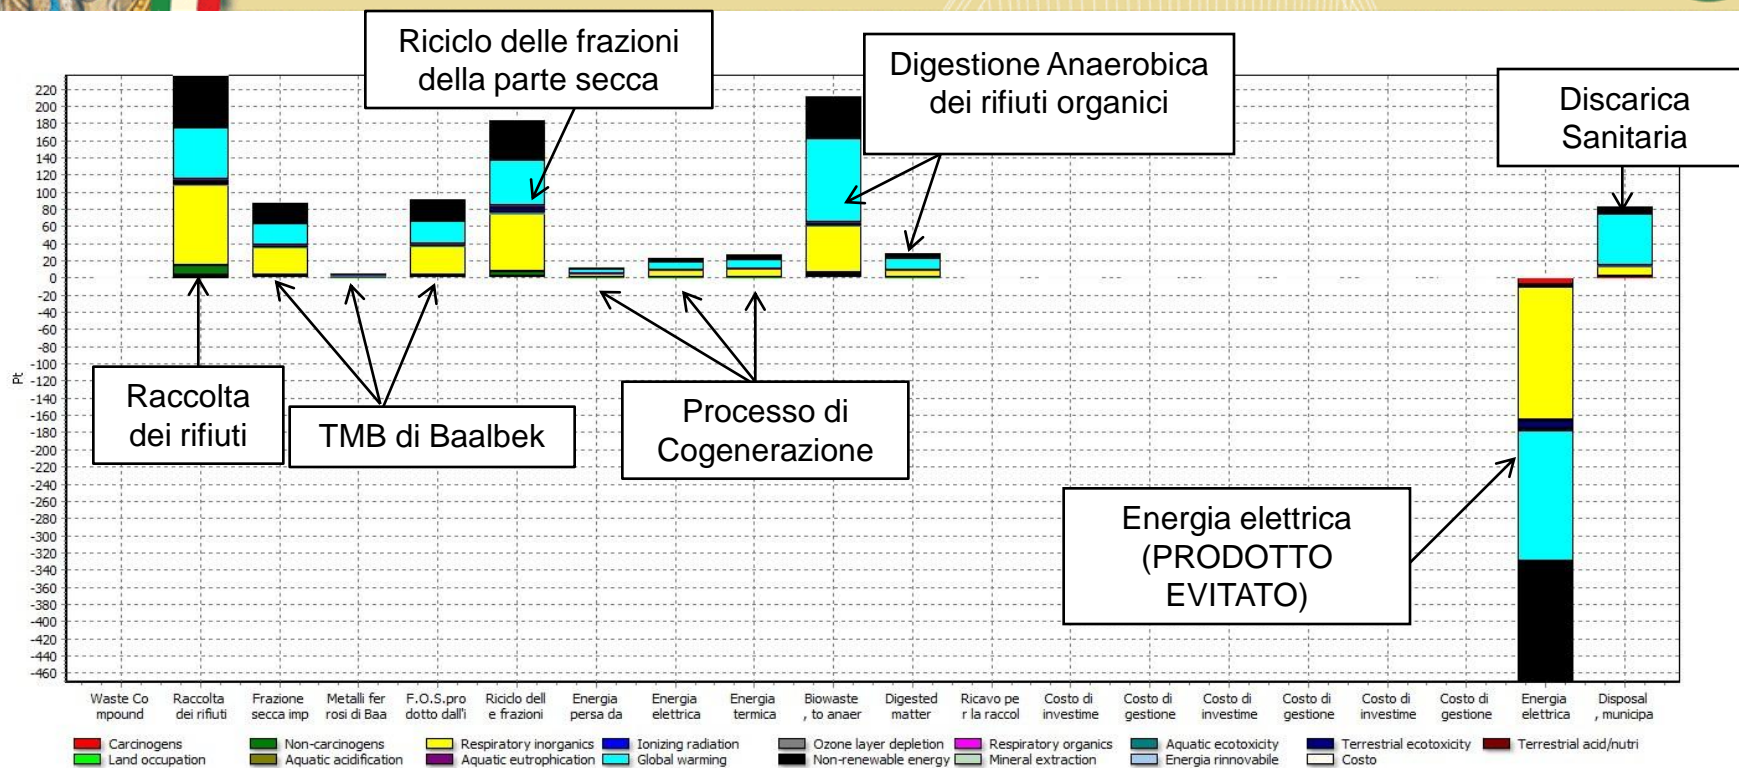 Riciclo delle frazioni
della parte secca
Digestione Anaerobica
dei rifiuti organici
Discarica
Sanitaria
220
200
180
160
140
120
100
80
60
40
20
0
-20
-40
-60
-80
-100
-120
-140
-160
-180
-200
-220
-240
-260
-280
-300
-320
-340
-360
-380
-400
-420
-440
-460
Pt
Raccolta
dei rifiuti
TMB di Baalbek
Processo di
Cogenerazione
Energia elettrica
(PRODOTTO
EVITATO)
Waste Co
mpound
Raccolta
dei rifiuti
Frazione
secca imp
Metalli fer
rosi di Baa
F.O.S.pro
dotto dall'i
Riciclo dell
e frazioni
Energia
persa da
Energia
elettrica
Energia
termica
Biowaste
, to anaer
Digested
matter
Ricavo pe
r la raccol
Costo di
investime
Costo di
gestione
Costo di
investime
Costo di
gestione
Costo di
investime
Costo di
gestione
Energia
elettrica
Disposal
, municipa
Carcinogens
Non-carcinogens
Respiratory inorganics
Ionizing radiation
Ozone layer depletion
Respiratory organics
Aquatic ecotoxicity
Terrestrial ecotoxicity
Terrestrial acid/nutri
Land occupation
Aquatic acidification
Aquatic eutrophication
Global warming
Non-renewable energy
Mineral extraction
Energia rinnovabile
Costo